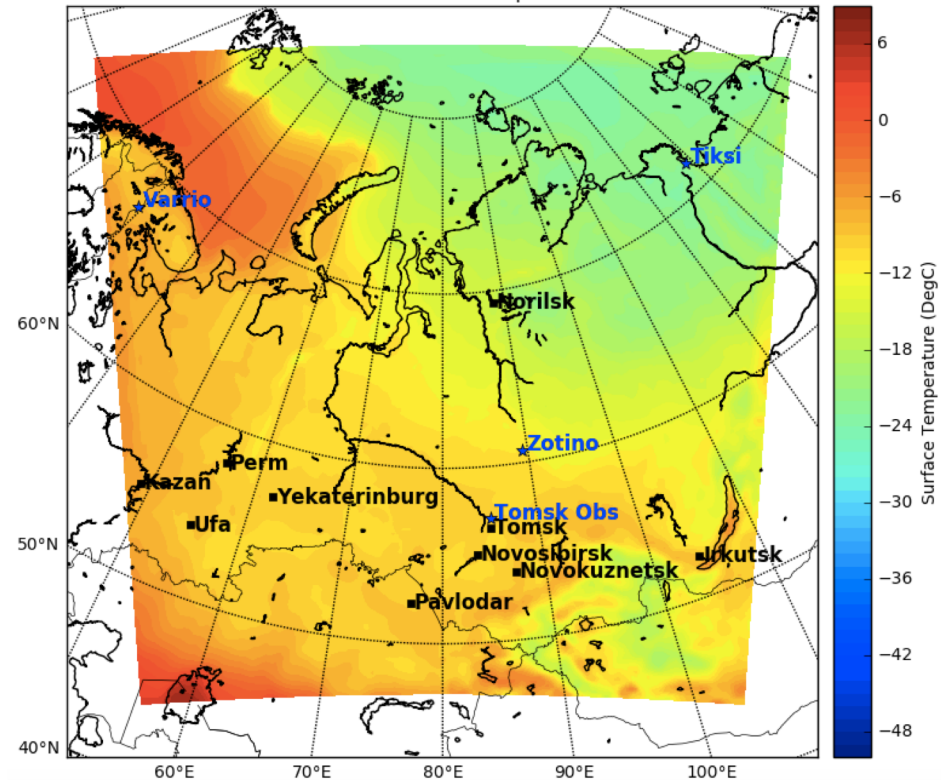 Tiksi
Varrio
Norilsk
60°N
Zotino
Perm
Kazan
Yekaterinburg
Ufa
Tomsk Obs
Tomsk
50°N
Novosibirsk
Irkutsk
Novokuznetsk
Pavlodar
40°N
60°E
70°E
80°E
90°E
100°E
6
0
−6
−12
−18
−24
−30
−36
−42
−48
Surface Temperature (DegC)